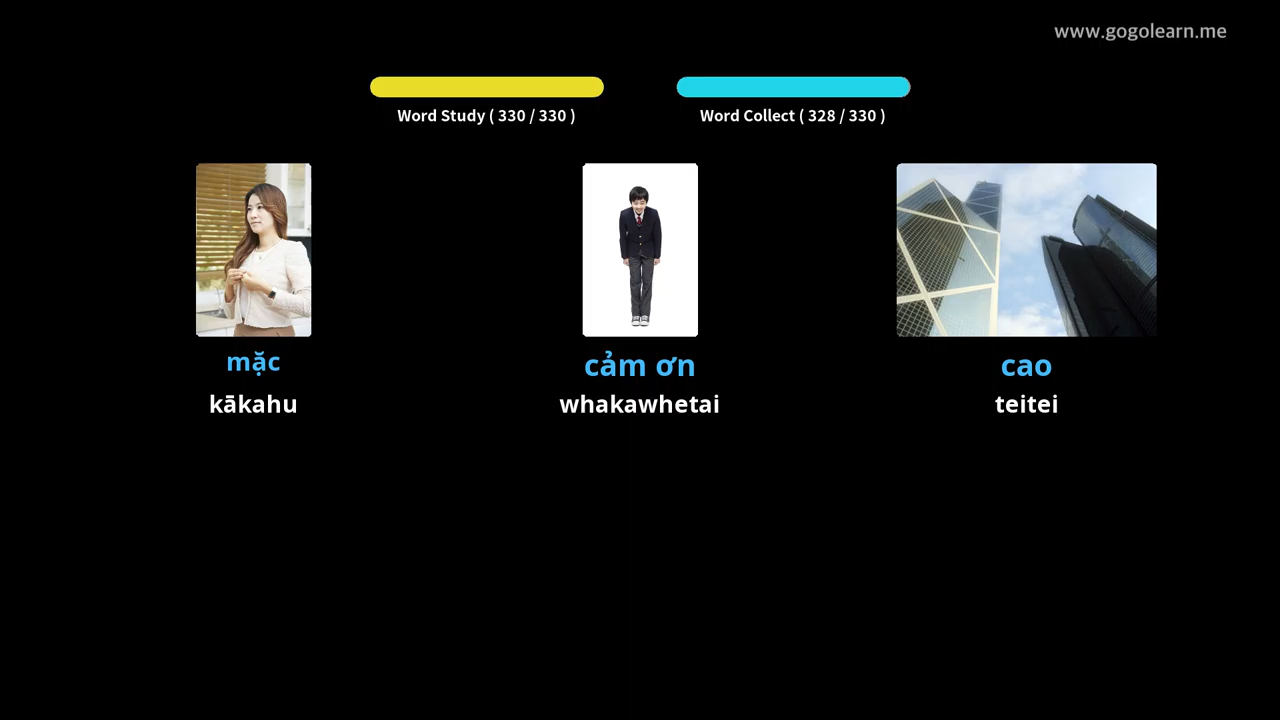 www.gogolearn.me
Word Study ( 330 / 330 )
Word Collect ( 328 / 330 )
mặc
kākahu
cảm ơn
whakawhetai
cao
teitei